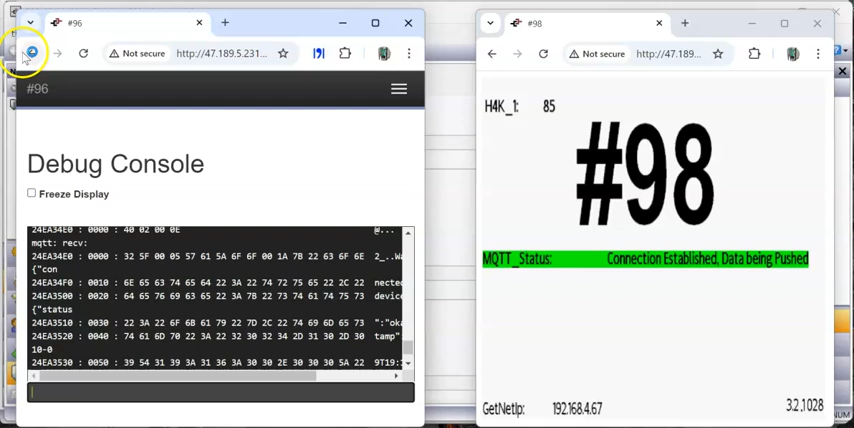 #96
Not secure
http://47.189.5.231...
#96
Debug Console
Freeze Display
24EA34E0 : 0000 : 40 02 00 0E @...
mqtt: recv:
24EA34E0 : 0000 : 32 5F 00 05 57 61 5A 6F 6F 00 1A 7B 22 63 6F 6E 2_..Wa
{"con
24EA34F0 : 0010 : 6E 65 63 74 65 64 22 3A 22 74 72 75 65 22 2C 22 nected
24EA3500 : 0020 : 64 65 76 69 63 65 22 3A 7B 22 73 74 61 74 75 73 device
{"status
24EA3510 : 0030 : 22 3A 22 6F 6B 61 79 22 7D 2C 22 74 69 6D 65 73 ":"oka
24EA3520 : 0040 : 74 61 6D 70 22 3A 22 32 30 32 34 2D 31 30 2D 30 tamp"
10-0
24EA3530 : 0050 : 39 54 31 39 3A 31 36 3A 30 30 2E 30 30 30 5A 22 9T19:
#98
Not secure
http://47.189...
H4K_1: 85
#98
MQTT_Status: Connection Established, Data being Pushed
GetNetIp: 192.168.4.67
3.2,1028
NUM